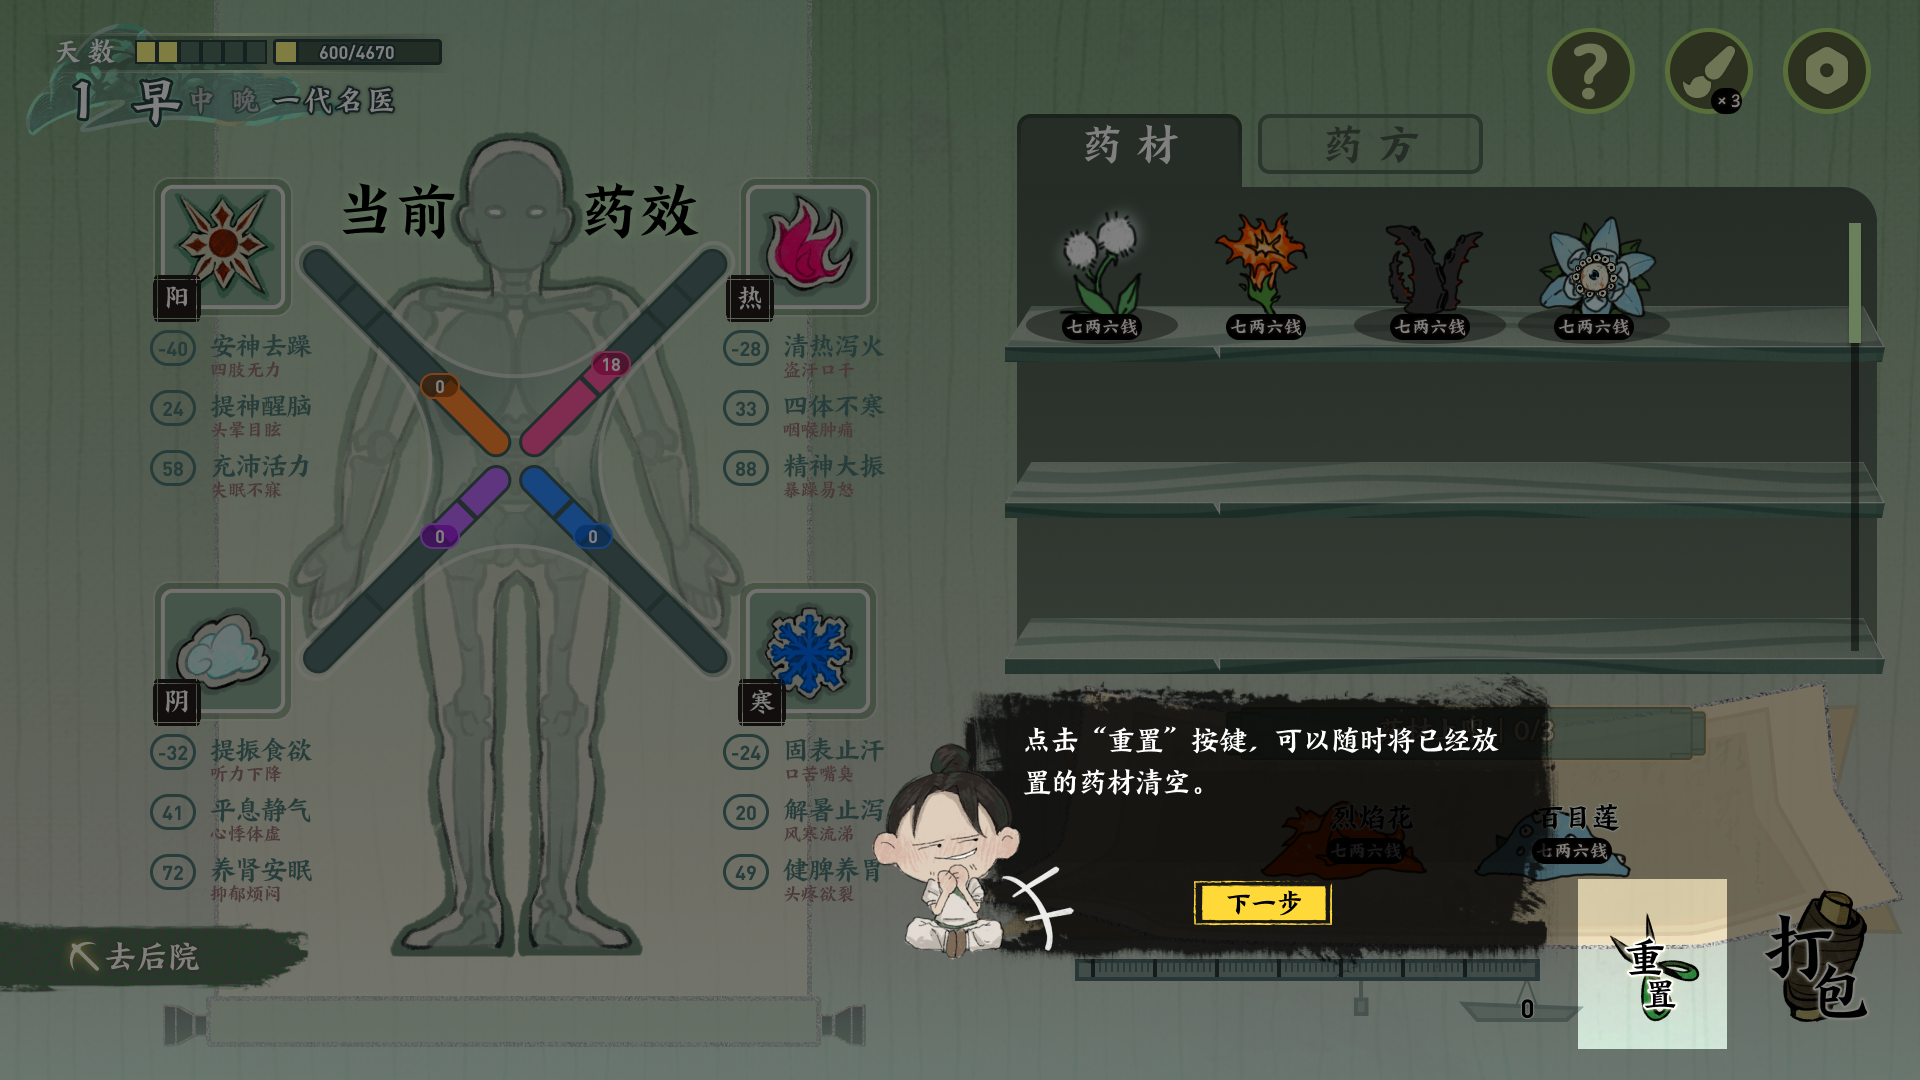 天数
600/4670
1 早 中 晚 一代名医
× 3
当前 药效
药材
药方
阳
-40 安神去躁
四肢无力
24 提神醒脑
头晕目眩
58 充沛活力
失眠不寐
热
-28 清热泻火
盗汗口干
33 四体不寒
咽喉肿痛
88 精神大振
暴躁易怒
0
18
0
0
阴
-32 提振食欲
听力下降
41 平息静气
心悸体虚
72 养肾安眠
抑郁烦闷
寒
-24 固表止汗
口苦嘴臭
20 解暑止泻
风寒流涕
49 健脾养胃
头疼欲裂
七两六钱
七两六钱
七两六钱
七两六钱
0/3
点击“重置”按键，可以随时将已经放
置的药材清空。
烈焰花
七两六钱
百目莲
七两六钱
下一步
去后院
0
重置
打包